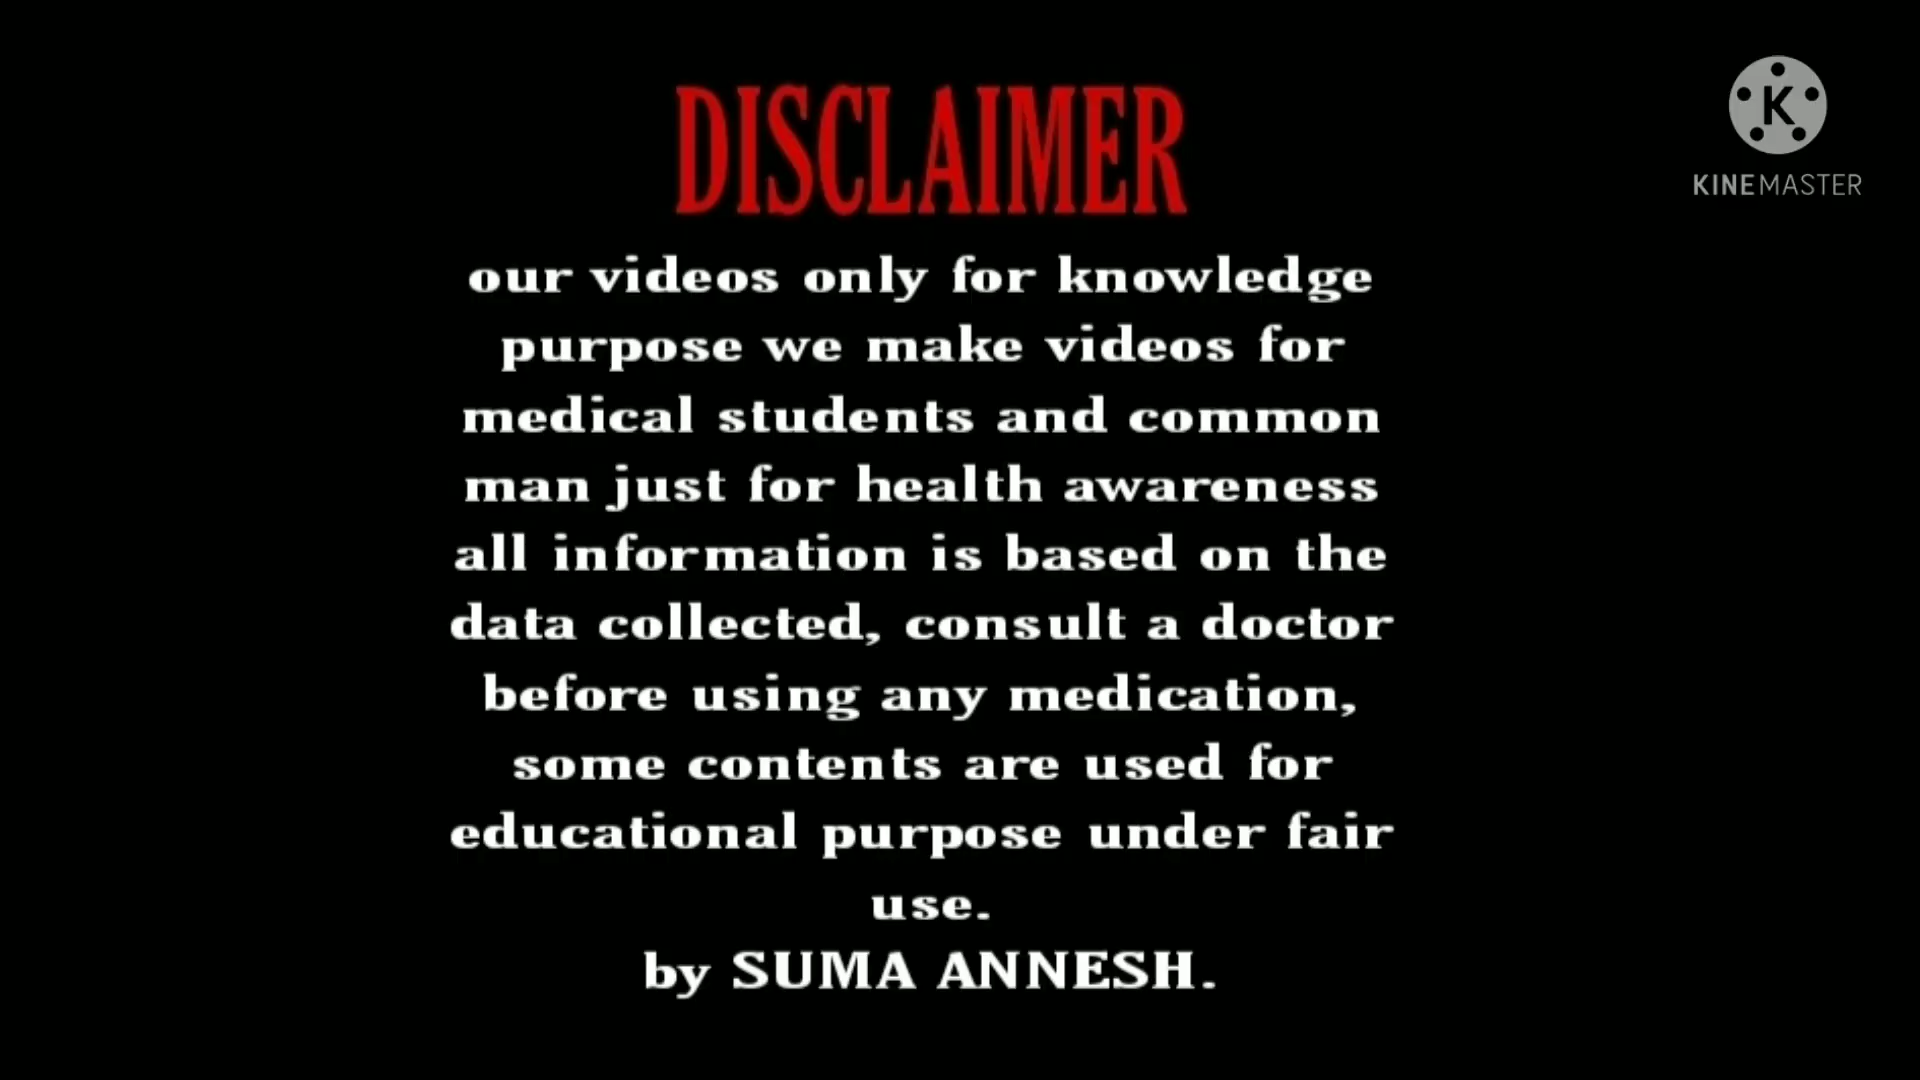 DISCLAIMER
K
KINEMASTER
our videos only for knowledge
purpose we make videos for
medical students and common
man just for health awareness
all information is based on the
data collected, consult a doctor
before using any medication,
some contents are used for
educational purpose under fair
use.
by SUMA ANNESH.